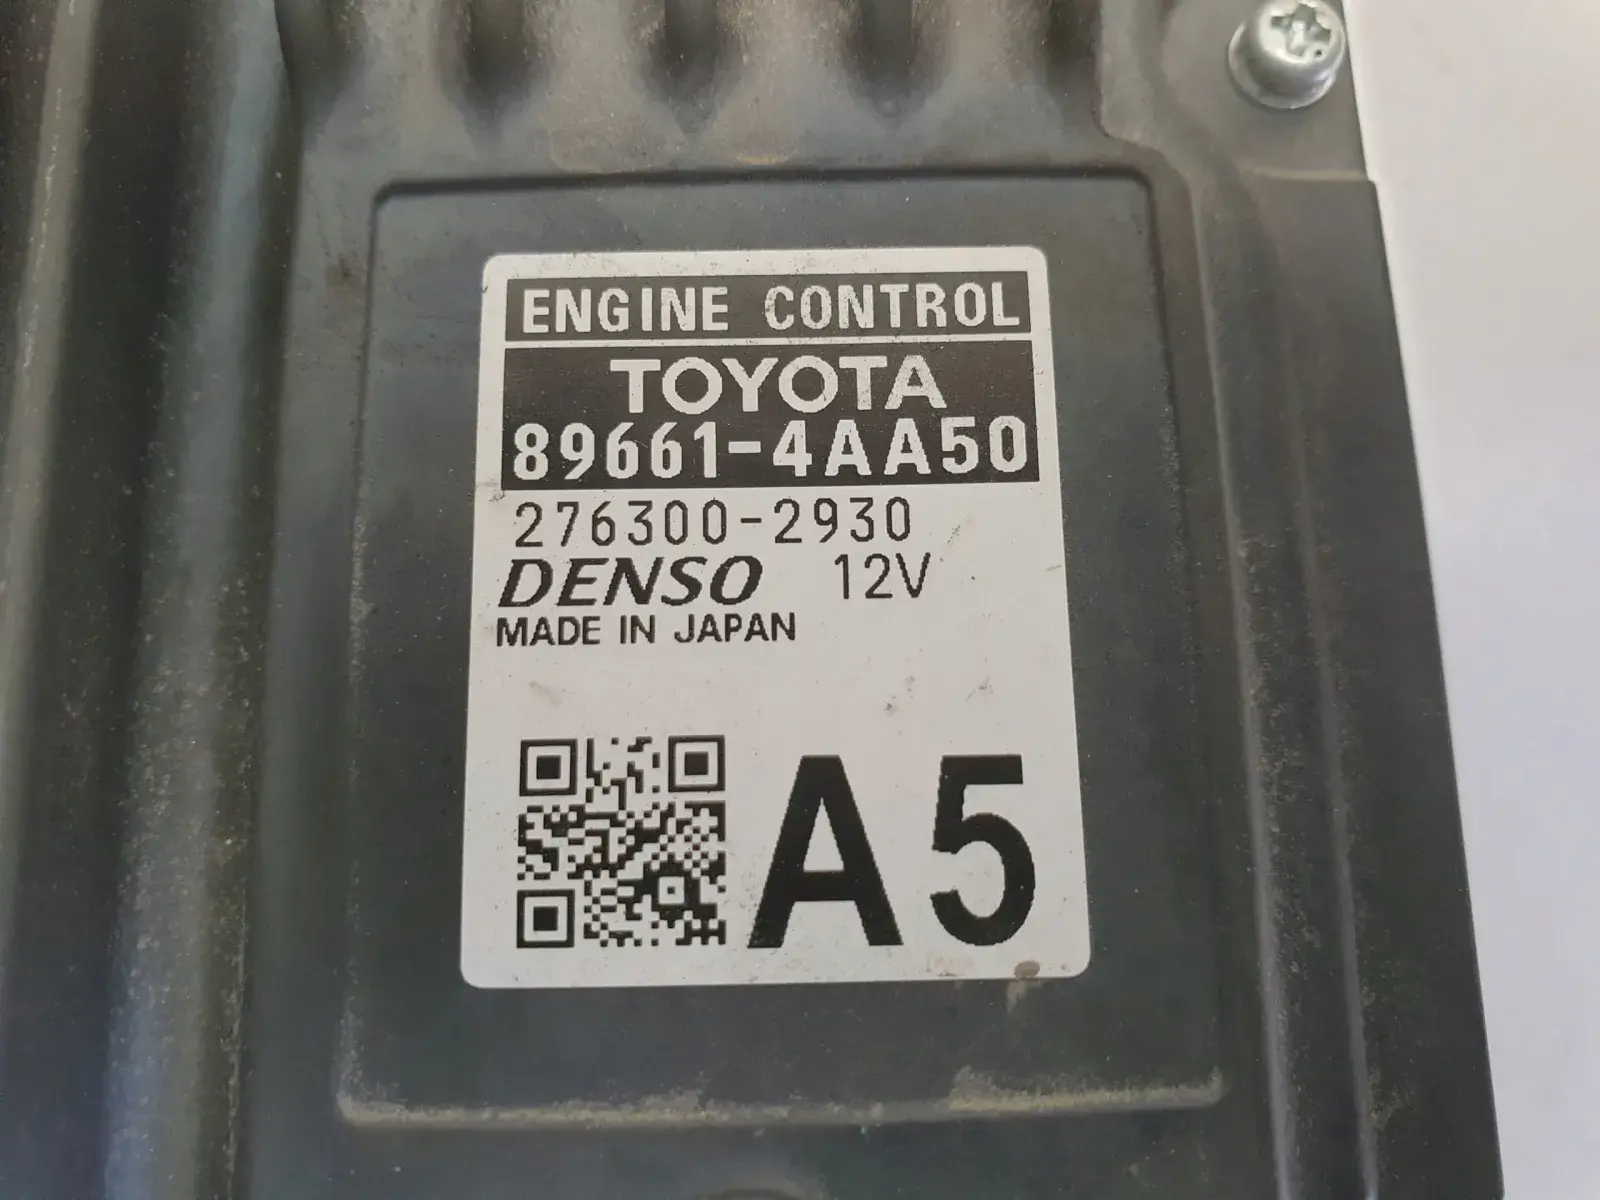 ENGINE CONTROL
TOYOTA
89661-4AA50
276300-2930
DENSO 12V
MADE IN JAPAN
A5